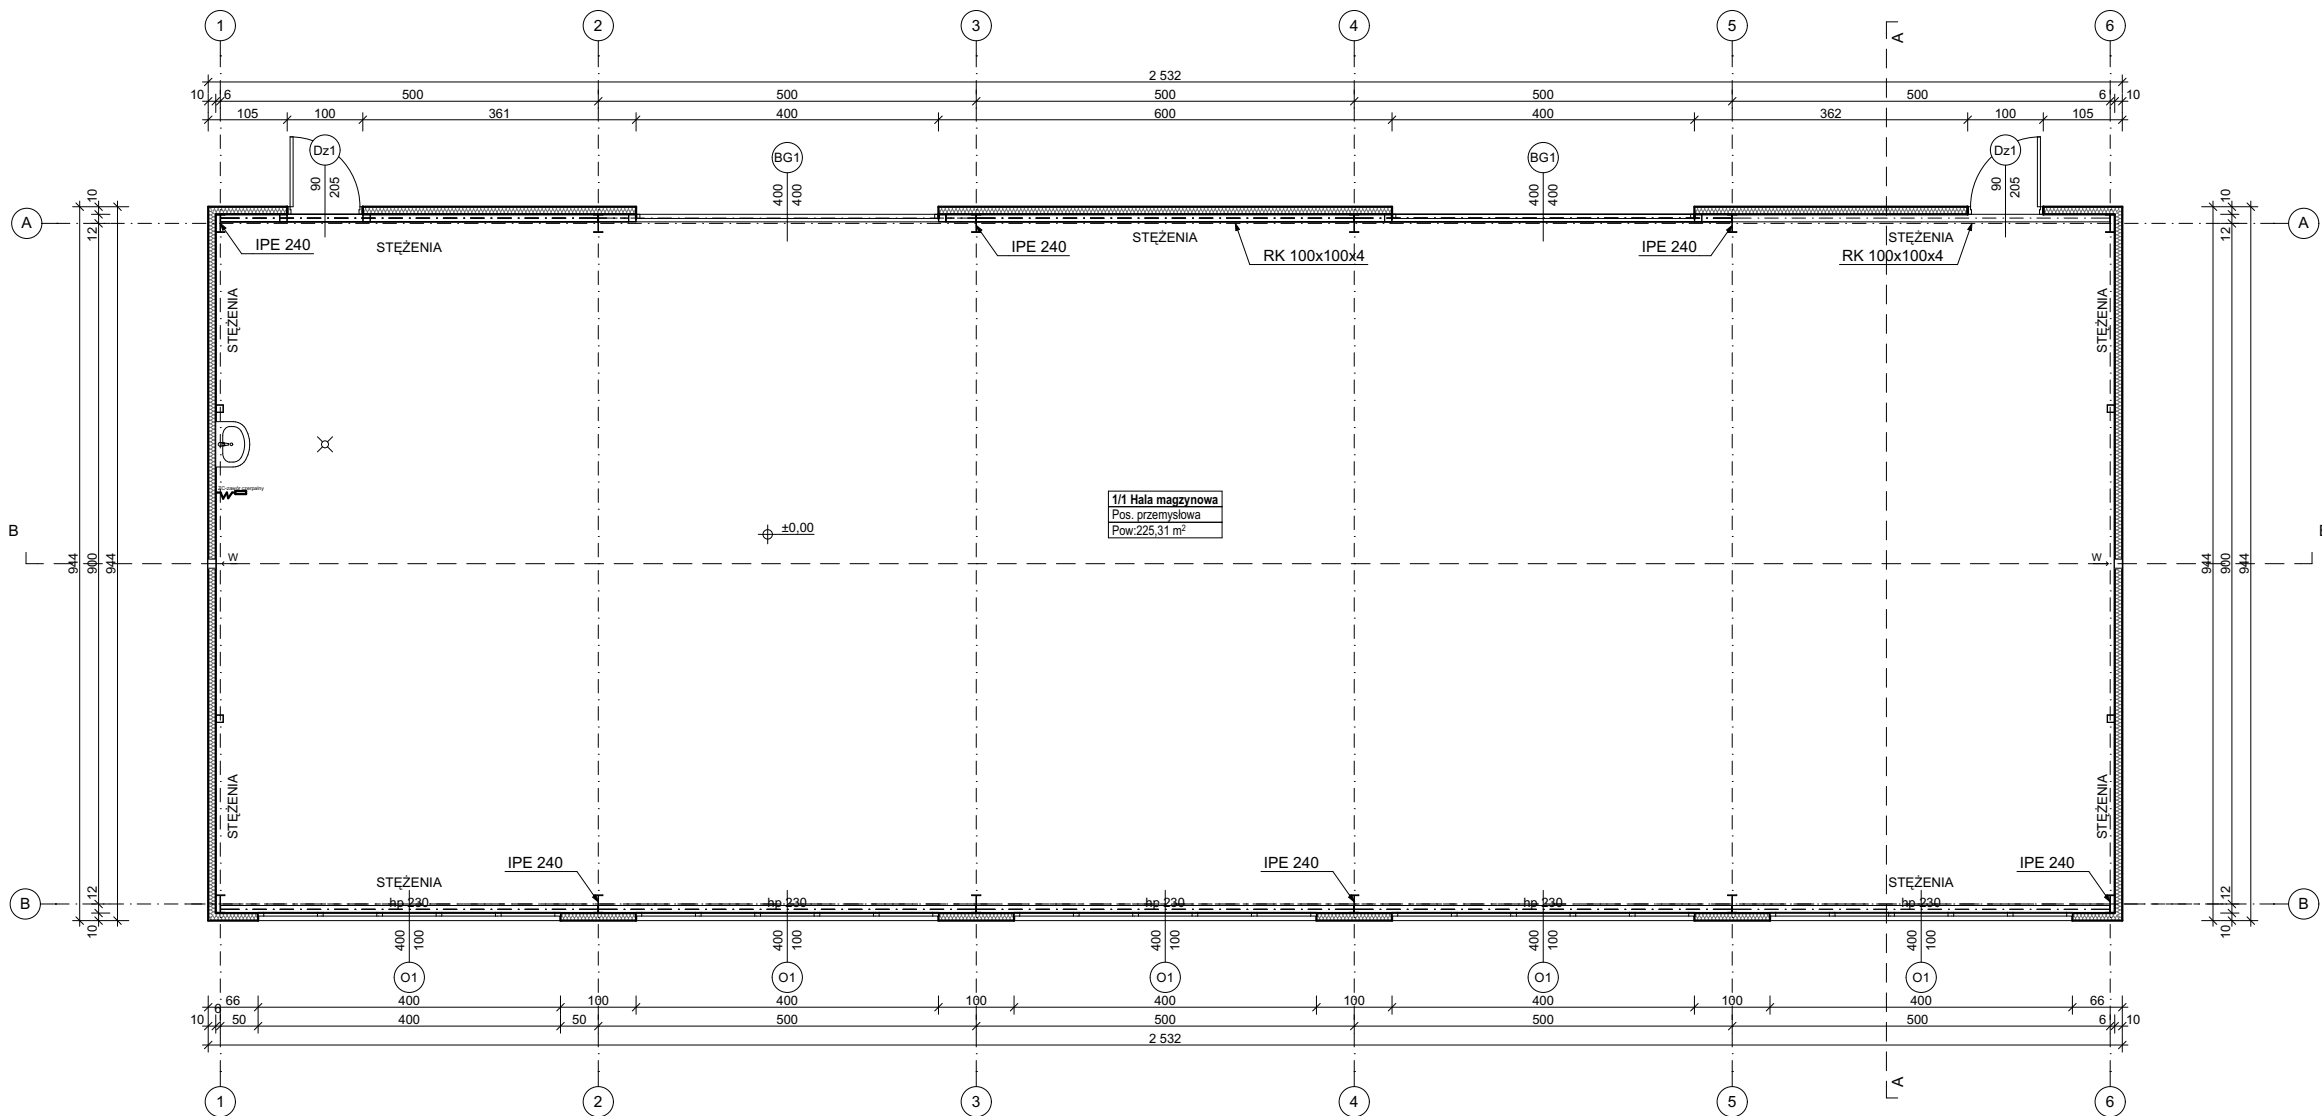 1 2 3 4 5 6
A
2 532
10 6 500 500 500 500 500 6 10
105 100 361 400 600 400 362 100 105
Dz1 BG1 BG1 Dz1
90 205 400 400 400 400 90 205
10 12 10 12
A A
IPE 240 STĘŻENIA IPE 240 STĘŻENIA RK 100x100x4 IPE 240 STĘŻENIA RK 100x100x4
STĘŻENIA STĘŻENIA
ZC-zawór czerpalny
1/1 Hala magzynowa
Pos. przemysłowa
Pow:225,31 m²
±0,00
B
944 900 944 W W 944 900 944
STĘŻENIA STĘŻENIA
IPE 240 IPE 240 IPE 240
STĘŻENIA STĘŻENIA
12 10 12 10
B hp 230 hp 230 hp 230 hp 230 hp 230 B
400 100 400 100 400 100 400 100 400 100
O1 O1 O1 O1 O1
66 400 100 400 100 400 100 400 100 400 66
10 6 50 400 50 500 500 500 500 6 10
2 532
A
1 2 3 4 5 6